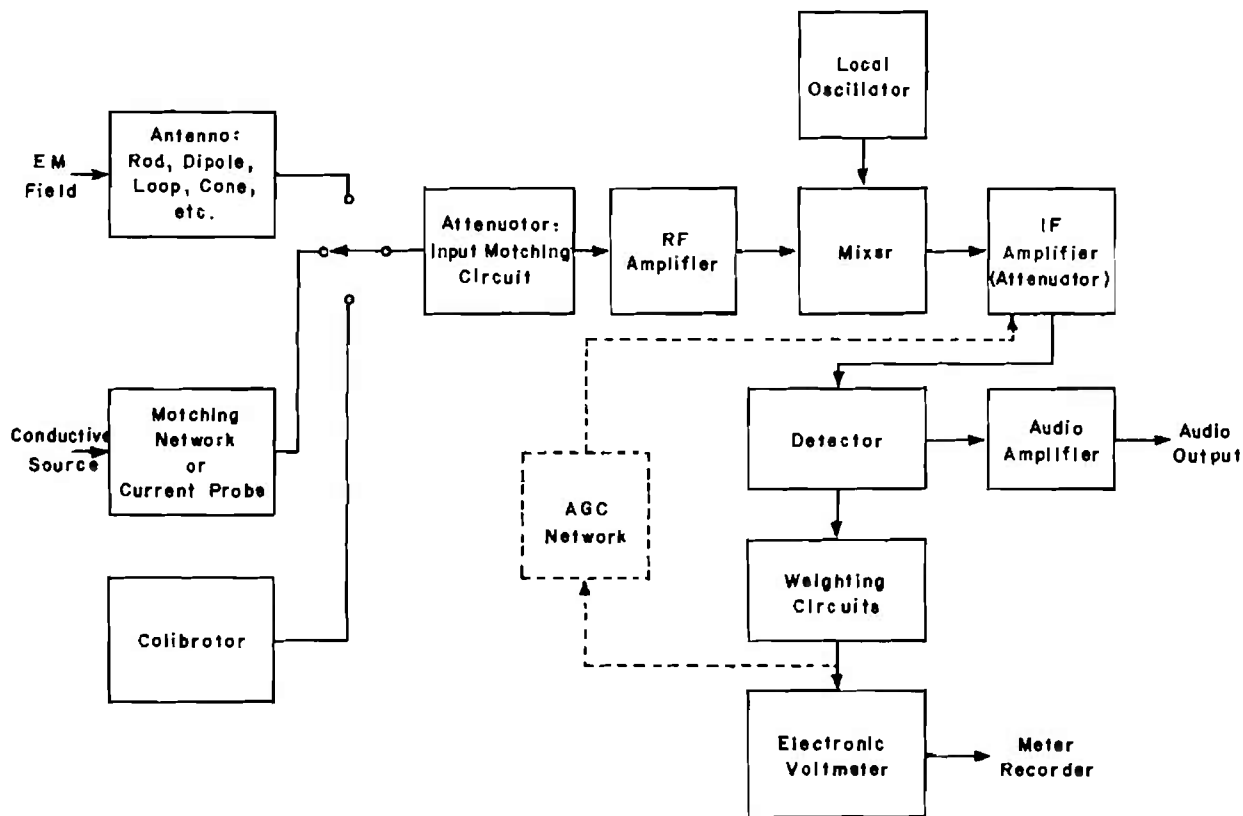 Local
Oscillator
EM
Field
Antenna:
Rod, Dipole,
Loop, Cone,
etc.
Attenuator:
Input Matching
Circuit
RF
Amplifier
Mixer
IF
Amplifier
(Attenuator)
Conductive
Source
Matching
Network
or
Current Probe
Detector
Audio
Amplifier
Audio
Output
AGC
Network
Weighting
Circuits
Calibrator
Electronic
Voltmeter
Meter
Recorder